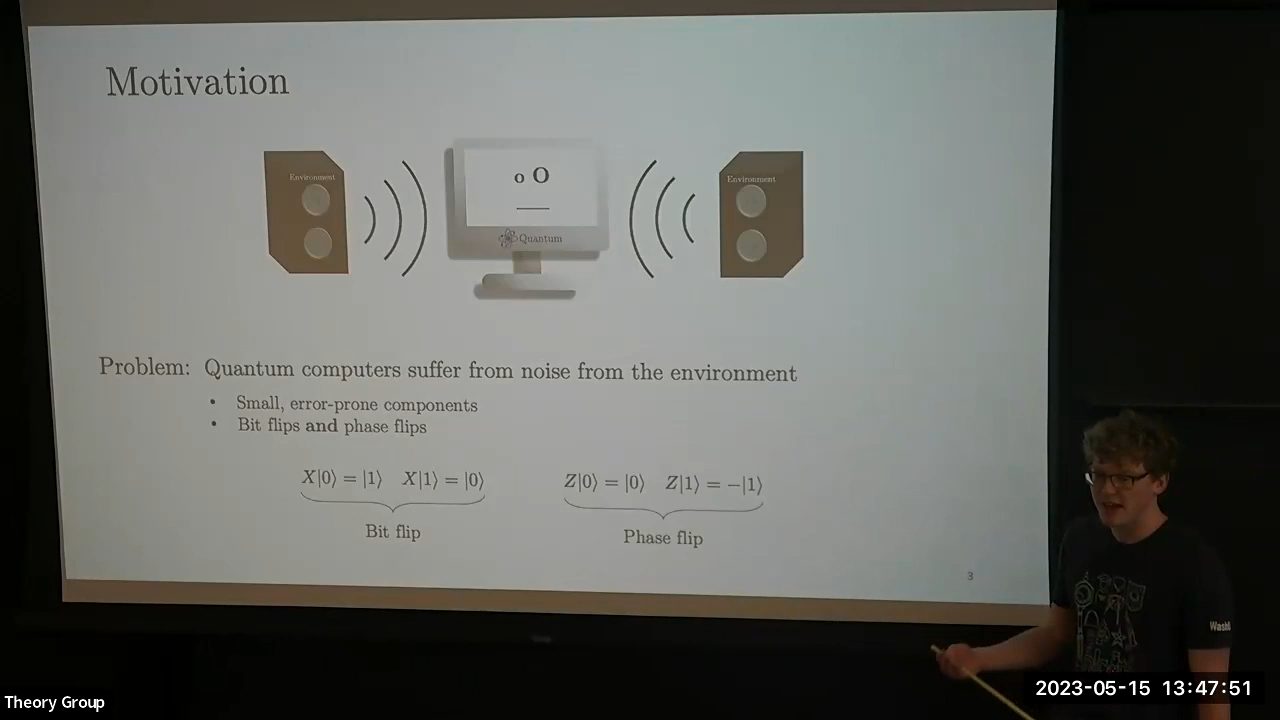 Motivation
Environment
o O
Environment
Quantum
Problem: Quantum computers suffer from noise from the environment
• Small, error-prone components
• Bit flips and phase flips
X|0⟩ = |1⟩ X|1⟩ = |0⟩
Z|0⟩ = |0⟩ Z|1⟩ = −|1⟩
Bit flip
Phase flip
3
2023-05-15 13:47:51
Theory Group